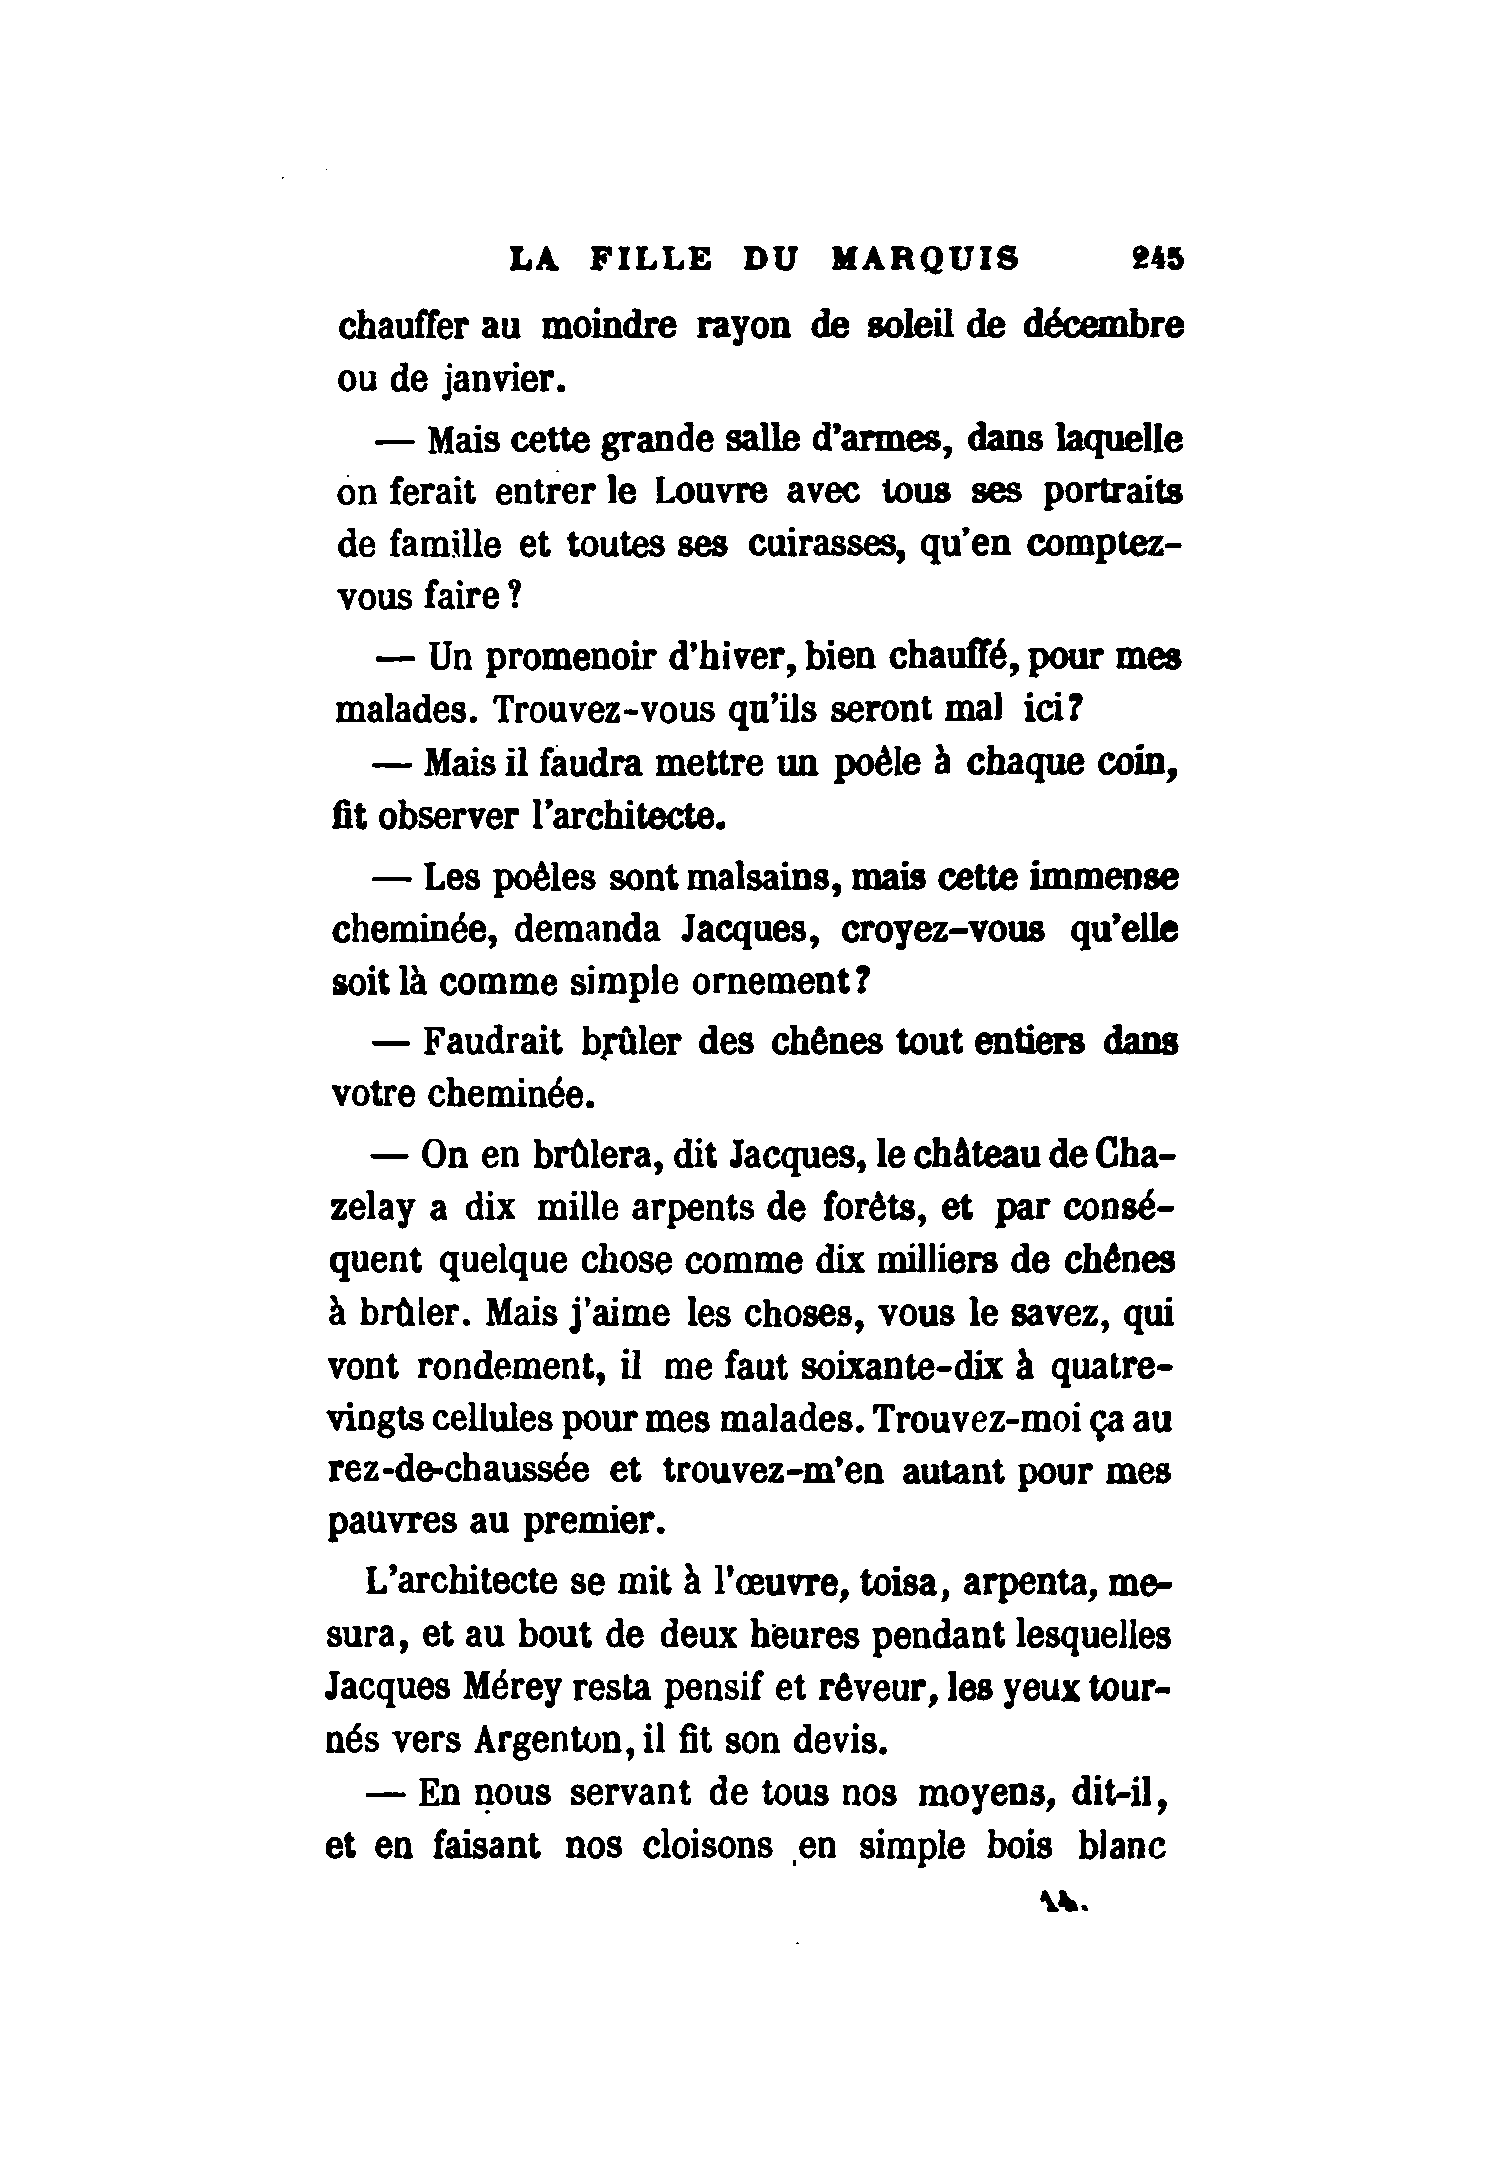 LA FILLE DU MARQUIS 245
chauffer au moindre rayon de soleil de décembre
ou de janvier.
— Mais cette grande salle d'armes, dans laquelle
on ferait entrer le Louvre avec tous ses portraits
de famille et toutes ses cuirasses, qu'en comptez-
vous faire ?
— Un promenoir d'hiver, bien chauffé, pour mes
malades. Trouvez-vous qu'ils seront mal ici?
— Mais il faudra mettre un poêle à chaque coin,
fit observer l'architecte.
— Les poêles sont malsains, mais cette immense
cheminée, demanda Jacques, croyez-vous qu'elle
soit là comme simple ornement?
— Faudrait brûler des chênes tout entiers dans
votre cheminée.
— On en brûlera, dit Jacques, le château de Cha-
zelay a dix mille arpents de forêts, et par consé-
quent quelque chose comme dix milliers de chênes
à brûler. Mais j'aime les choses, vous le savez, qui
vont rondement, il me faut soixante-dix à quatre-
vingts cellules pour mes malades. Trouvez-moi ça au
rez-de-chaussée et trouvez-m'en autant pour mes
pauvres au premier.
L'architecte se mit à l'œuvre, toisa, arpenta, me-
sura, et au bout de deux heures pendant lesquelles
Jacques Mérey resta pensif et rêveur, les yeux tour-
nés vers Argenton, il fit son devis.
— En nous servant de tous nos moyens, dit-il,
et en faisant nos cloisons en simple bois blanc
14.